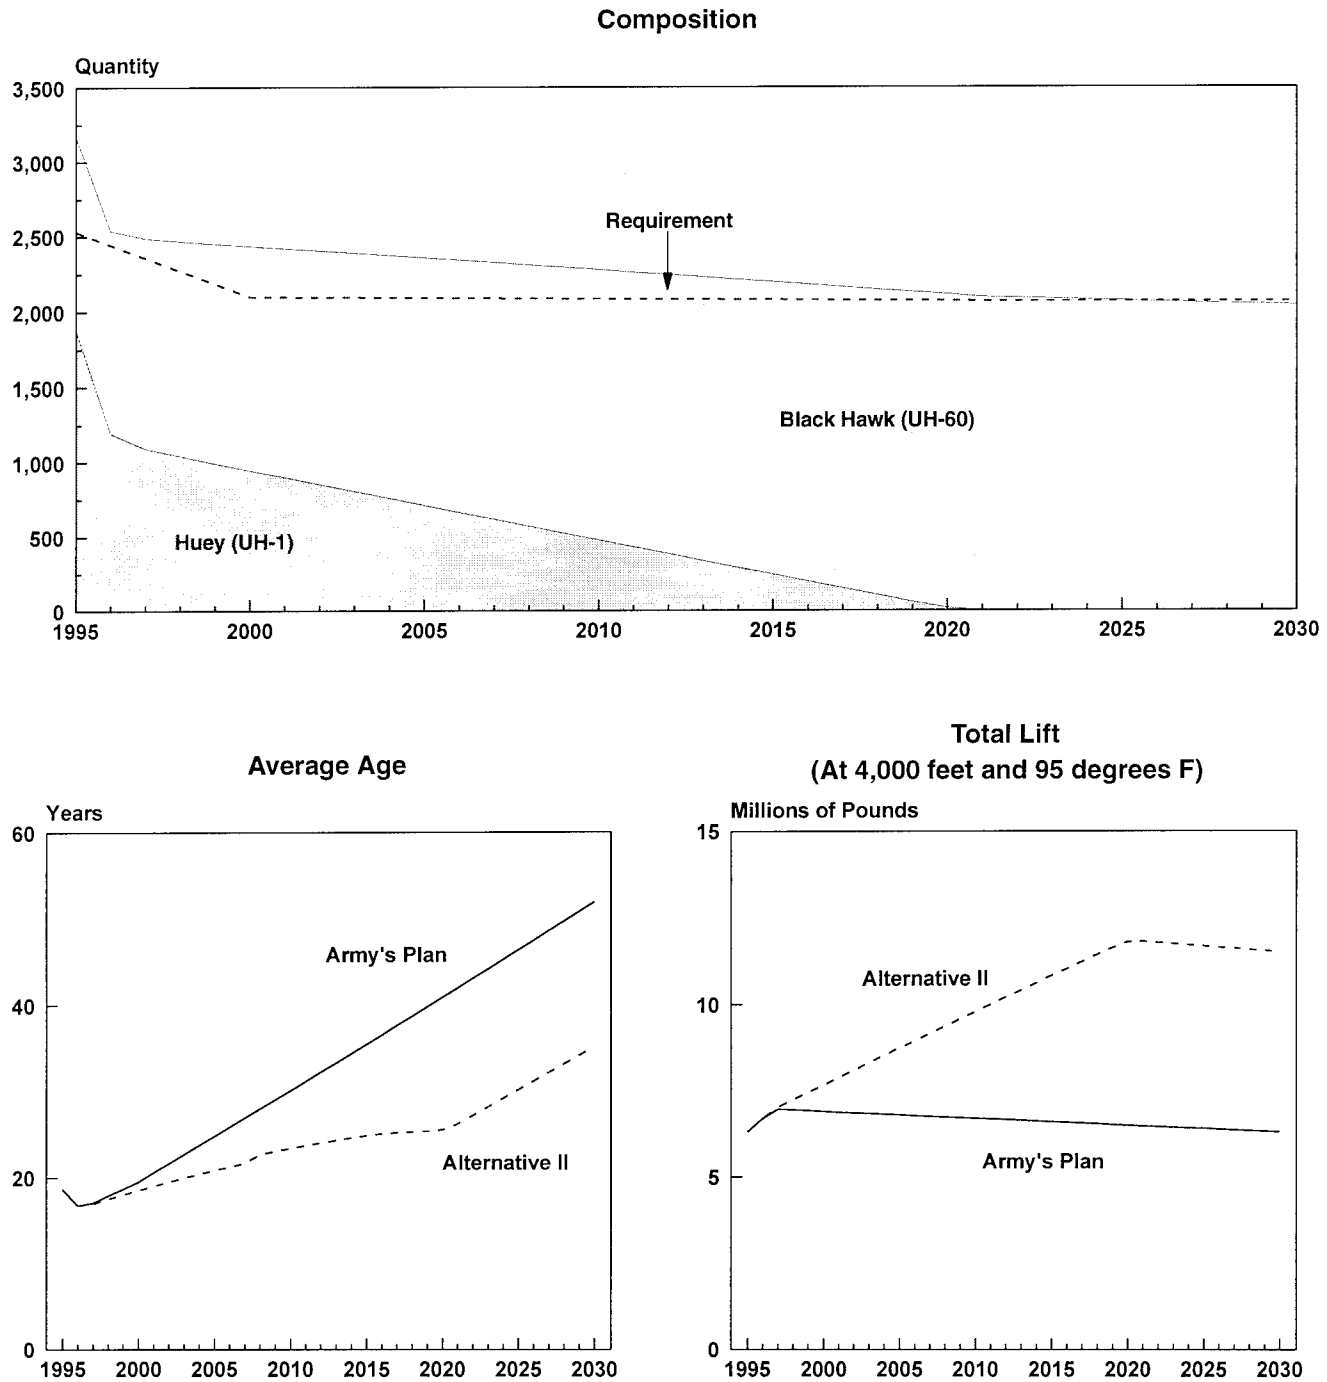 Composition
Quantity
3,500
3,000
2,500
2,000
1,500
1,000
500
0
Requirement
Black Hawk (UH-60)
Huey (UH-1)
1995 2000 2005 2010 2015 2020 2025 2030
Average Age
Years
60
40
20
0
Army's Plan
Alternative II
1995 2000 2005 2010 2015 2020 2025 2030
Total Lift
(At 4,000 feet and 95 degrees F)
Millions of Pounds
15
10
5
0
Alternative II
Army's Plan
1995 2000 2005 2010 2015 2020 2025 2030